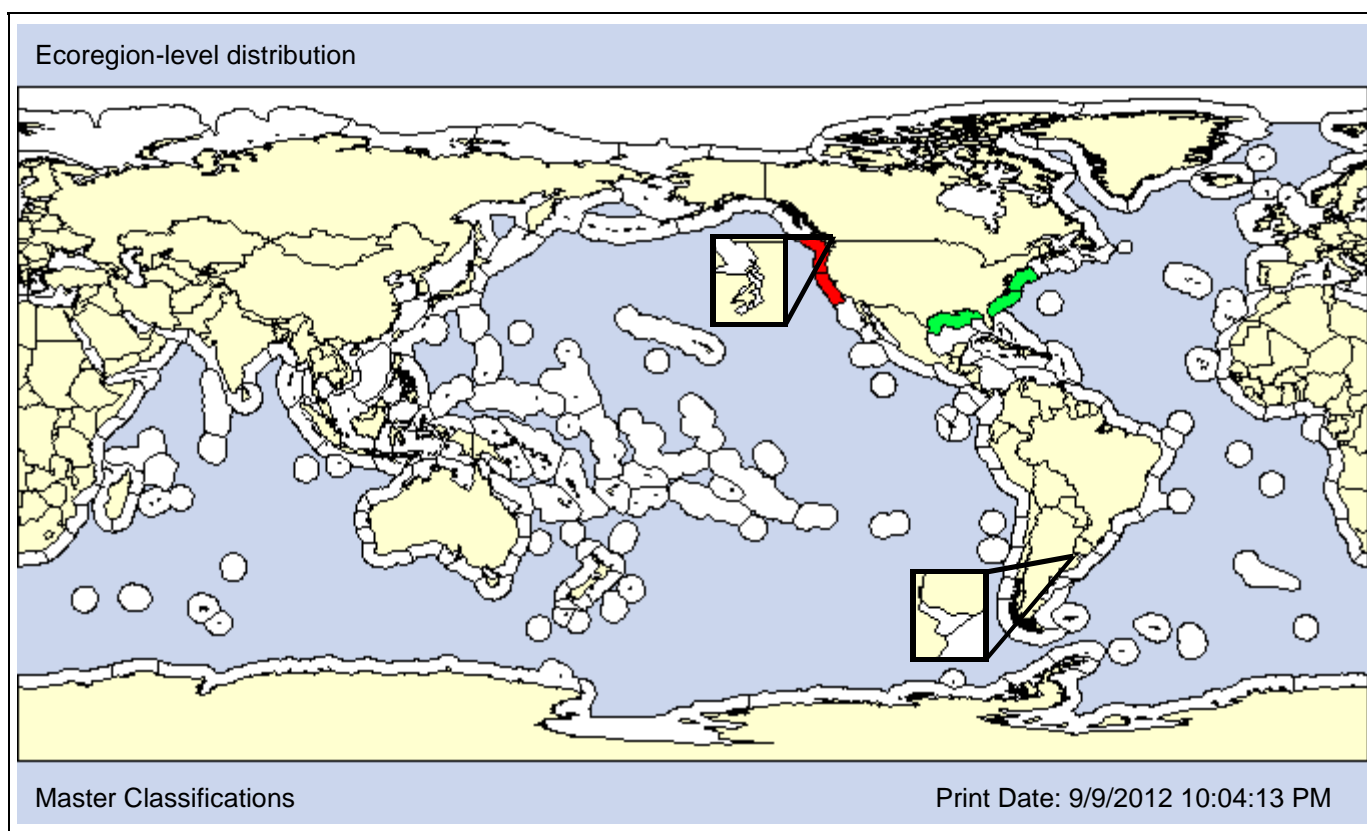 Ecoregion-level distribution
Master Classifications
Print Date: 9/9/2012 10:04:13 PM